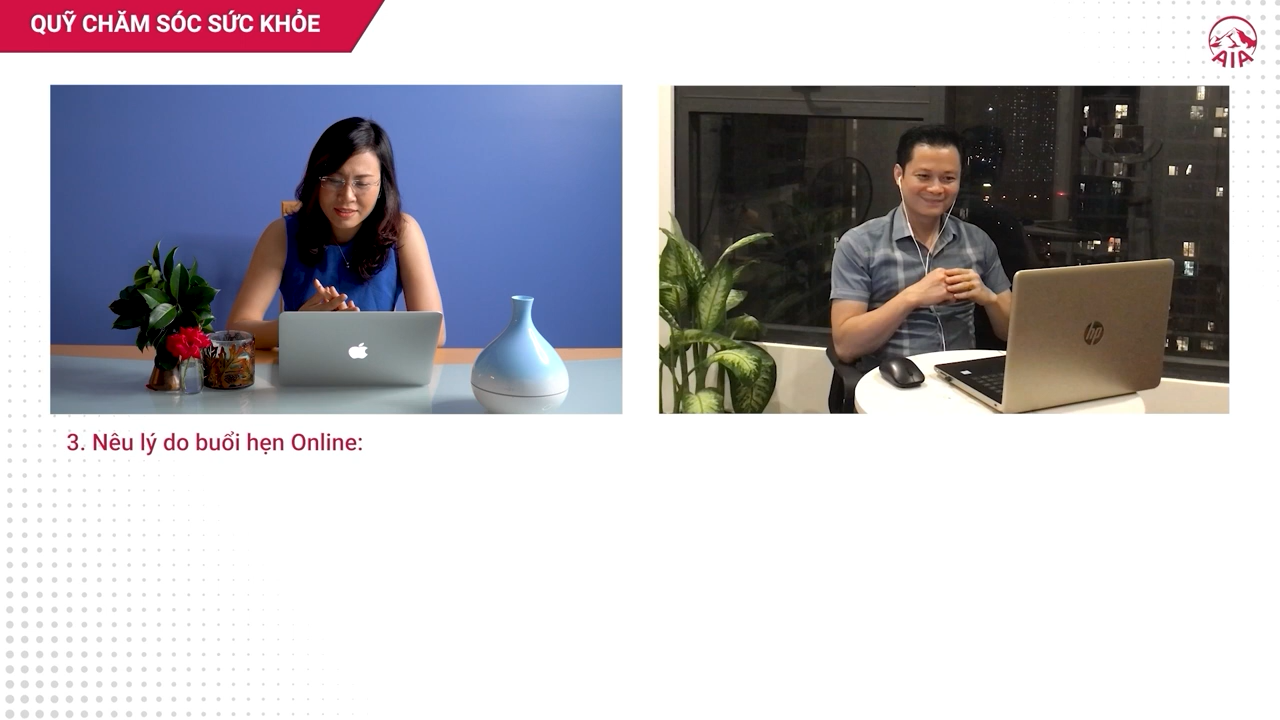 QUỸ CHĂM SÓC SỨC KHỎE
AIA
hp
3. Nêu lý do buổi hẹn Online: